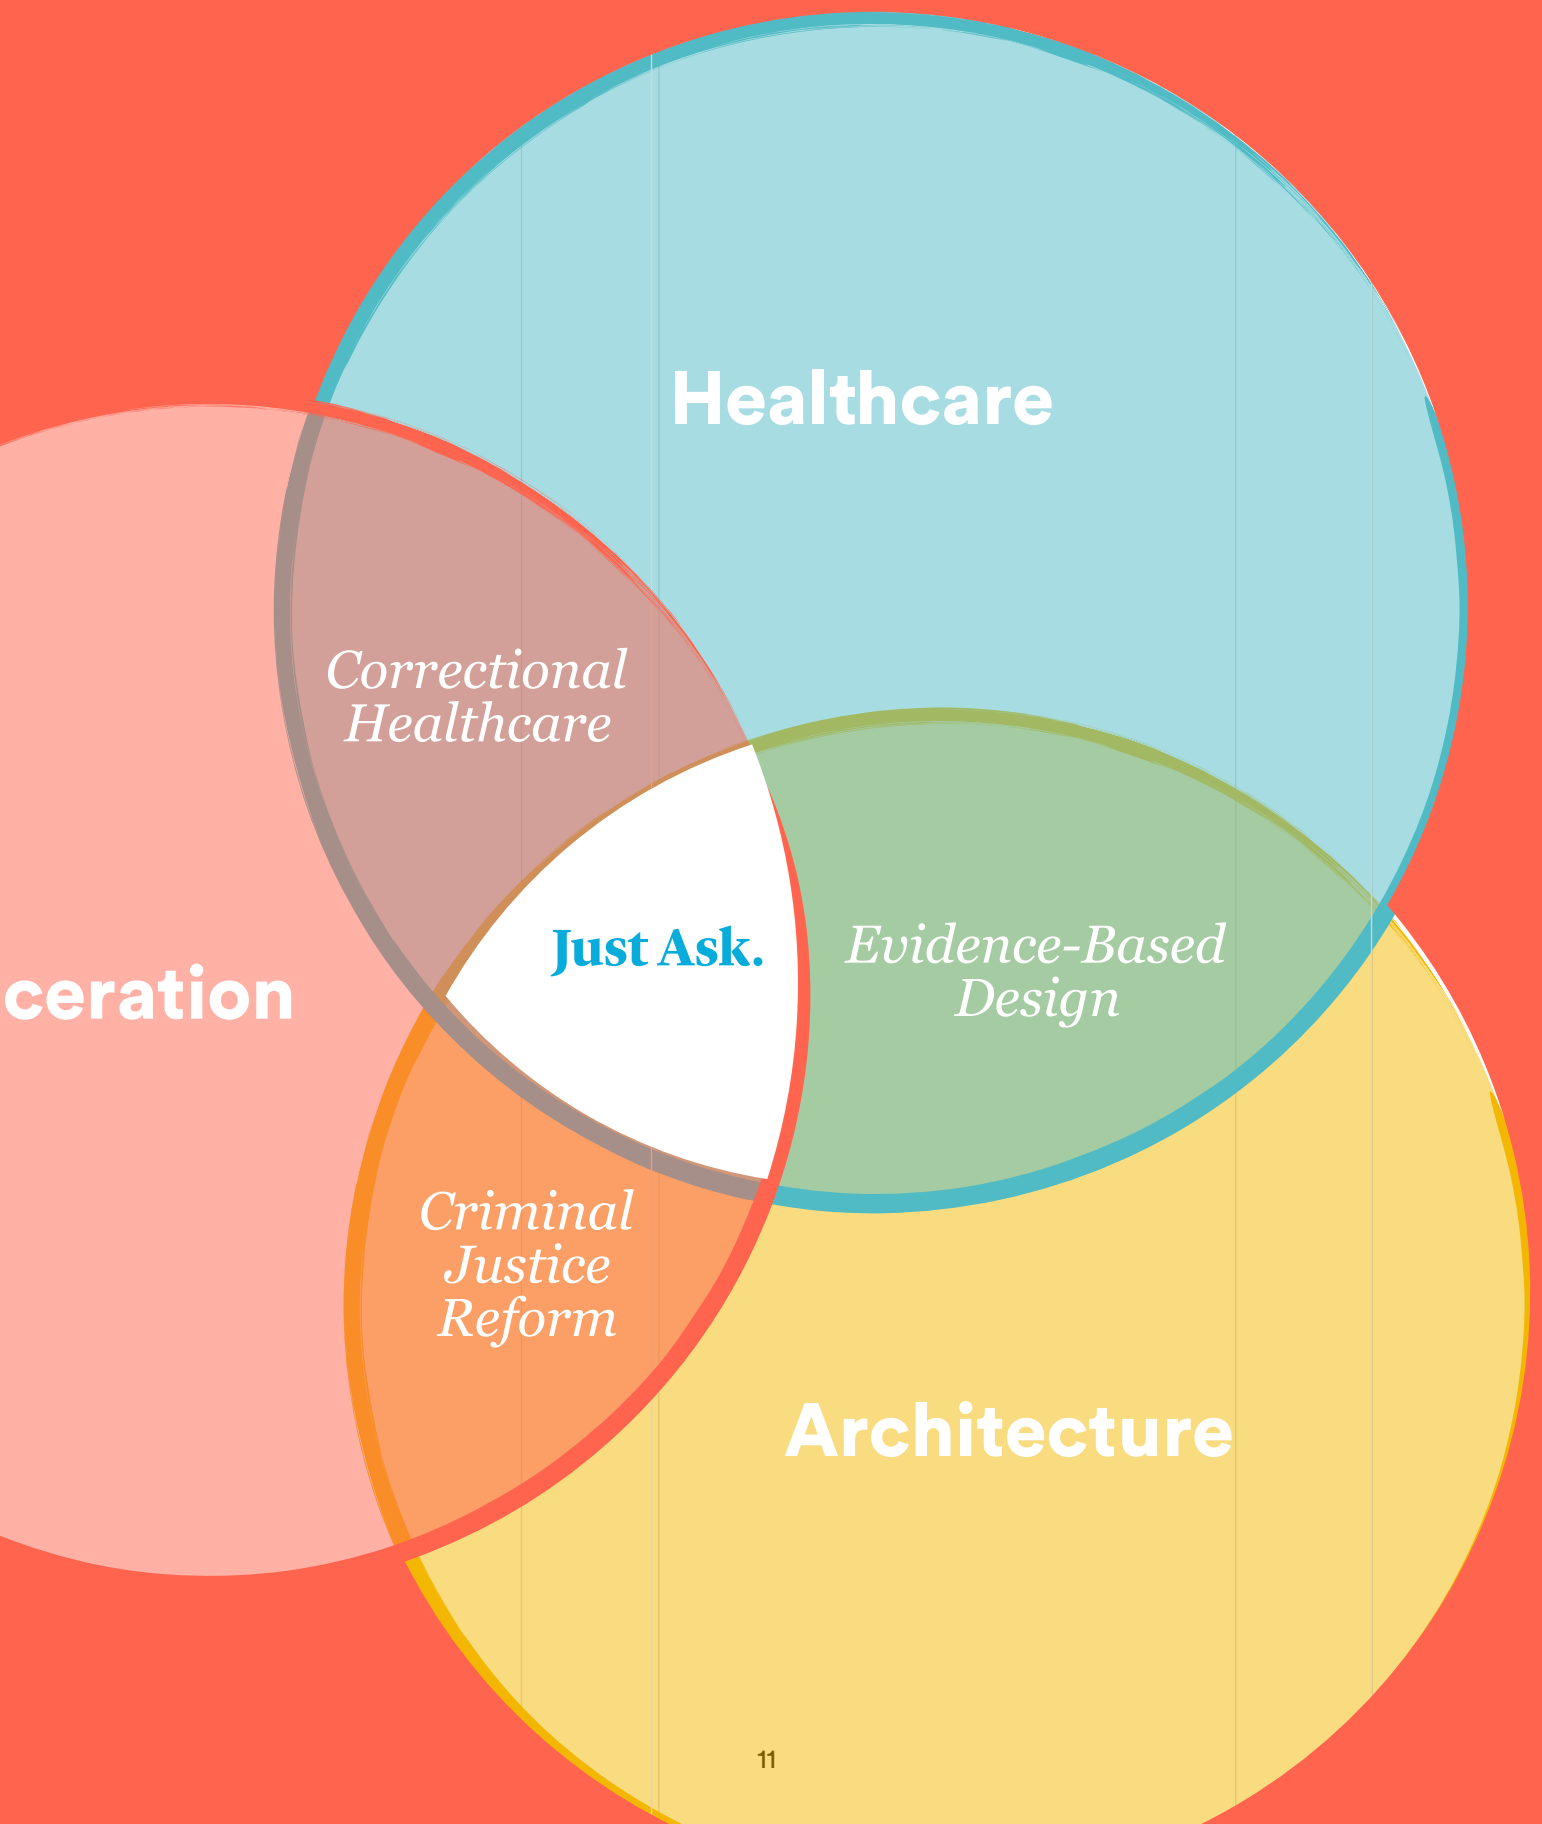 Healthcare
Correctional
Healthcare
Just Ask.
Evidence-Based
Design
ceration
Criminal
Justice
Reform
Architecture
11